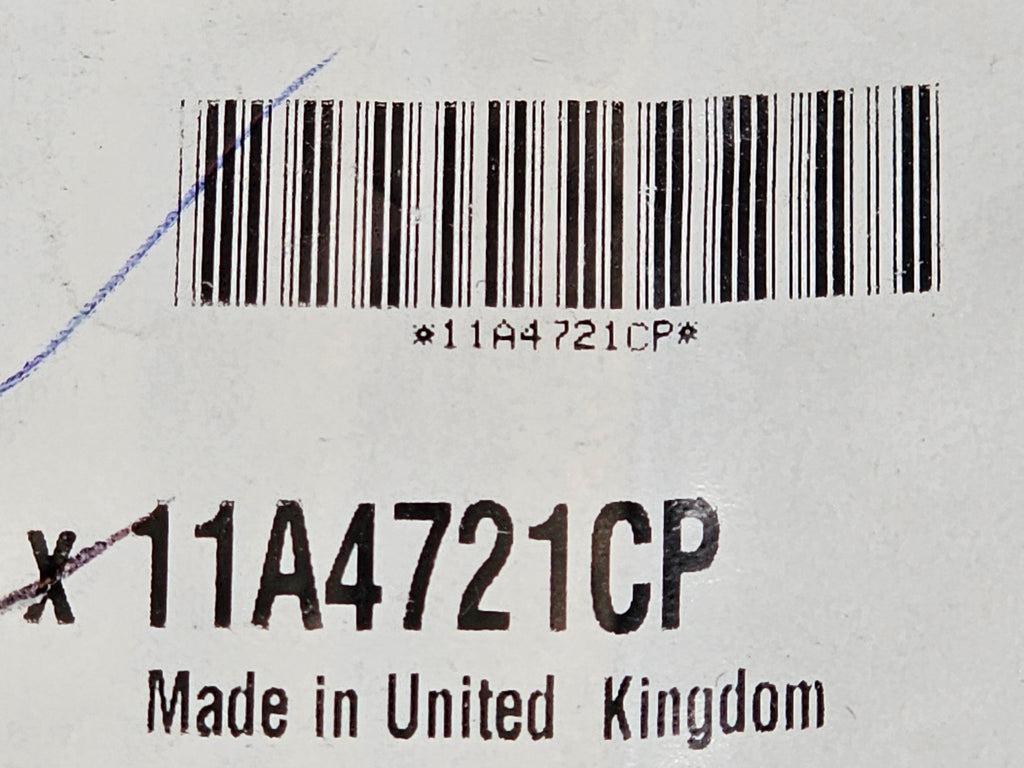 *11A4721CP*
x 11A4721CP
Made in United Kingdom